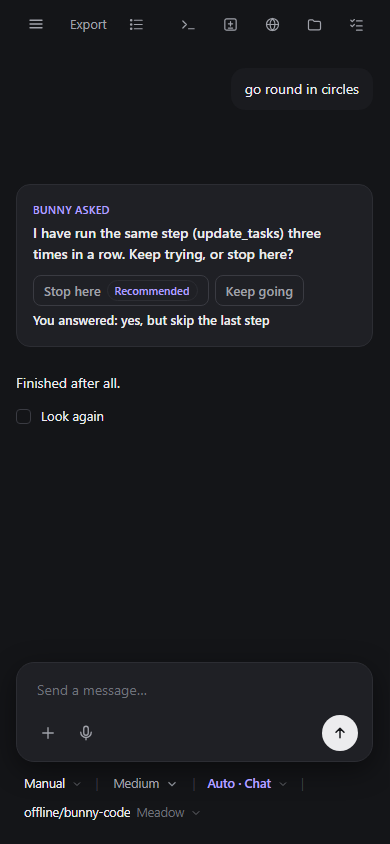 Export
go round in circles
BUNNY ASKED
I have run the same step (update_tasks) three
times in a row. Keep trying, or stop here?
Stop here Recommended Keep going
You answered: yes, but skip the last step
Finished after all.
Look again
Send a message...
Manual Medium Auto · Chat
offline/bunny-code Meadow